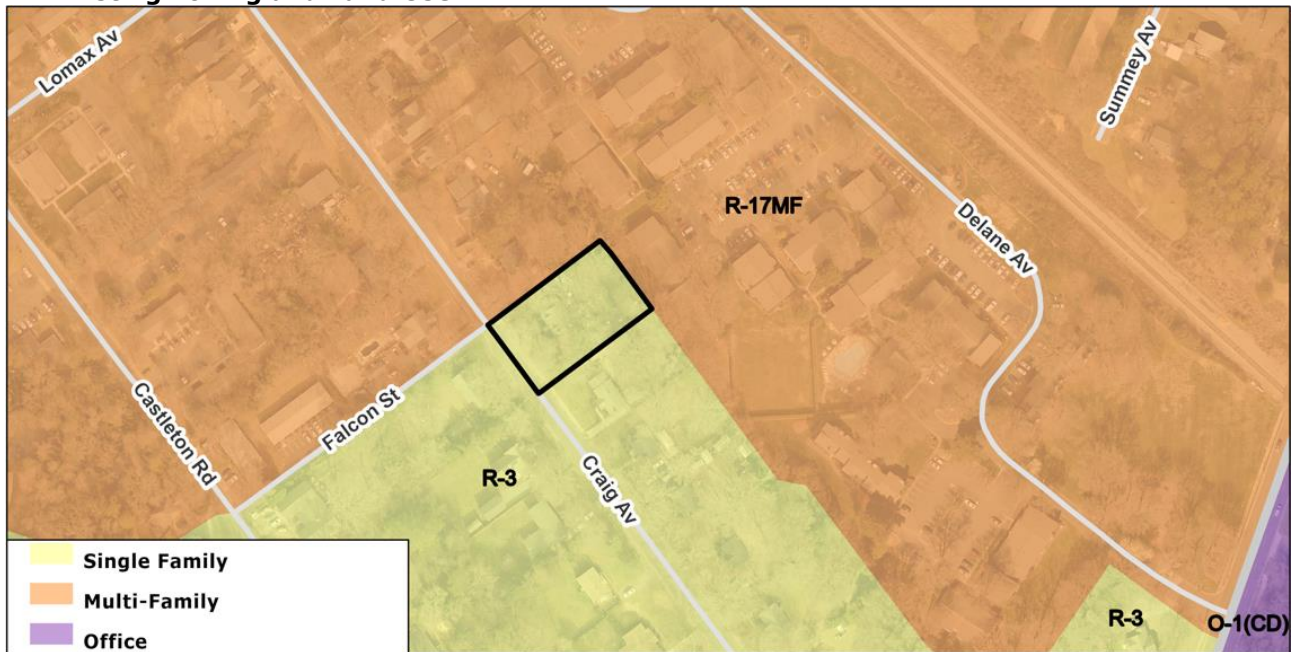 Lomax Av
Summey Av
R-17MF
Delane Av
Castleton Rd
Falcon St
R-3
Craig Av
Single Family
Multi-Family
Office
R-3
O-1(CD)